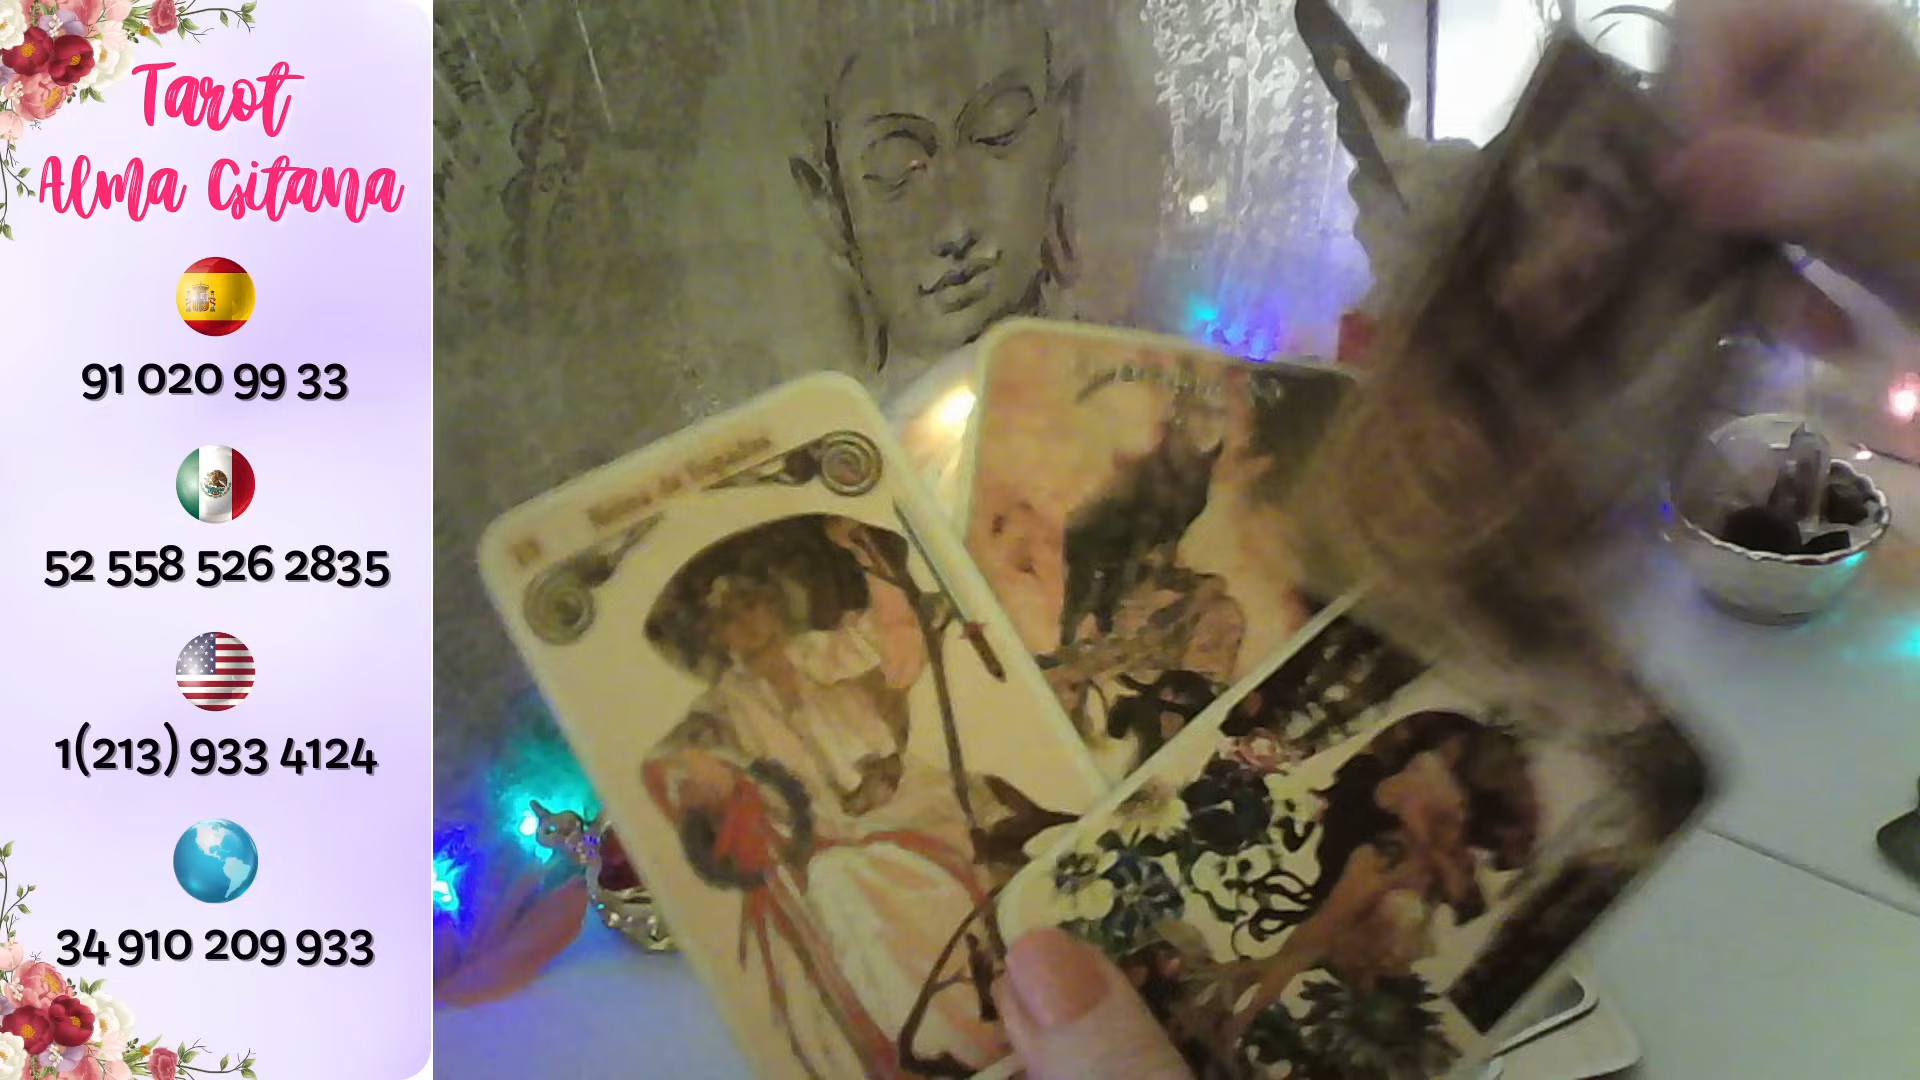 Tarot
Alma Gitana
91 020 99 33
52 558 526 2835
1(213) 933 4124
34 910 209 933